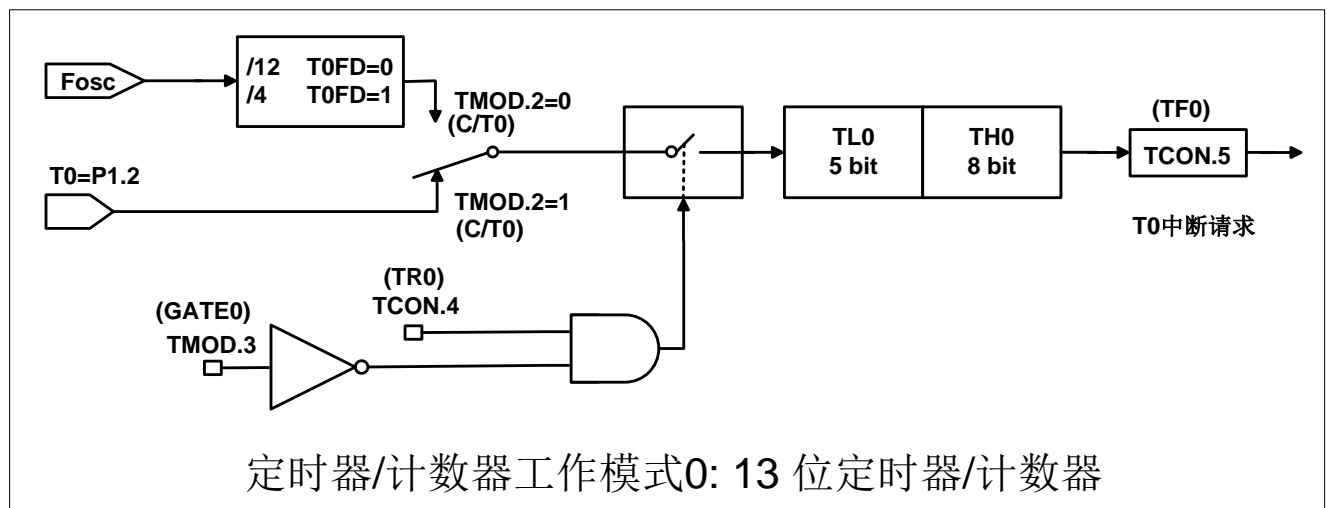 Fosc
/12 T0FD=0
/4 T0FD=1
TMOD.2=0
(C/T0)
T0=P1.2
TMOD.2=1
(C/T0)
TL0
5 bit
TH0
8 bit
(TF0)
TCON.5
T0中断请求
(TR0)
TCON.4
(GATE0)
TMOD.3
定时器/计数器工作模式0: 13 位定时器/计数器